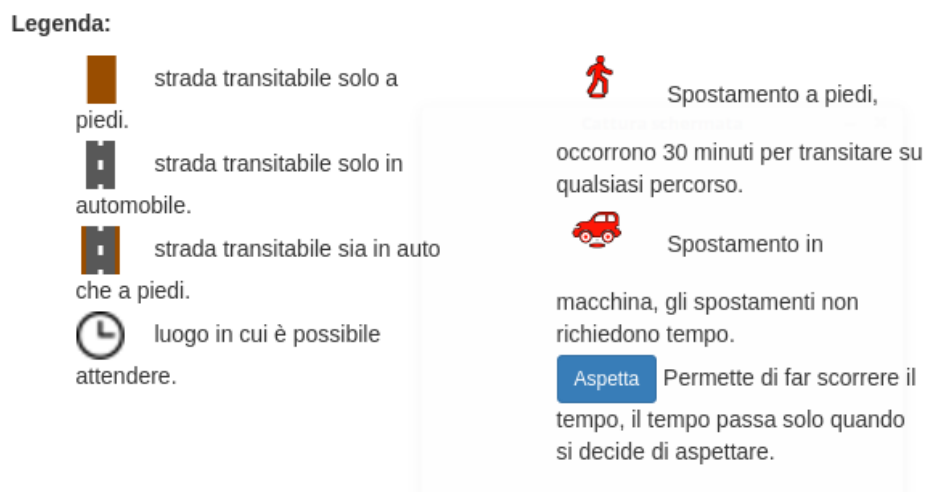 Legenda:
strada transitabile solo a
piedi.
strada transitabile solo in
automobile.
strada transitabile sia in auto
che a piedi.
luogo in cui è possibile
attendere.
Spostamento a piedi,
occorrono 30 minuti per transitare su
qualsiasi percorso.
Spostamento in
macchina, gli spostamenti non
richiedono tempo.
Aspetta Permette di far scorrere il
tempo, il tempo passa solo quando
si decide di aspettare.